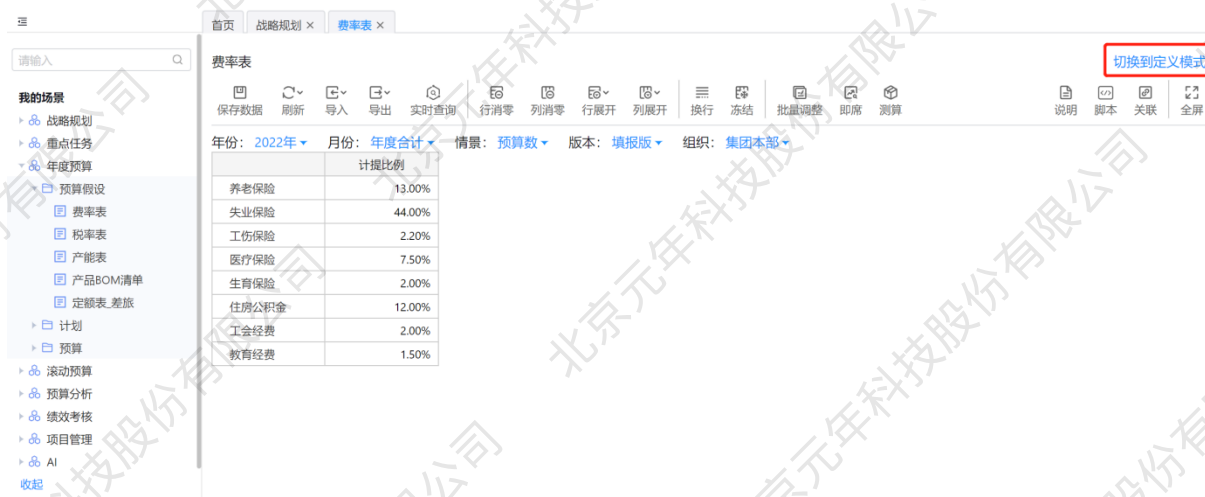 首页 战略规划 × 费率表 ×
请输入
费率表
切换到定义模式
保存数据 刷新 导入 导出 实时查询 行消零 列消零 行展开 列展开 换行 冻结 批量调整 即席 测算 说明 脚本 关联 全屏
年份: 2022年 月份: 年度合计 情景: 预算数 版本: 填报版 组织: 集团本部
我的场景
战略规划
重点任务
年度预算
预算假设
费率表
税率表
产能表
产品BOM清单
定额表_差旅
计划
预算
滚动预算
预算分析
绩效考核
项目管理
AI
收起
计提比例
养老保险 13.00%
失业保险 44.00%
工伤保险 2.20%
医疗保险 7.50%
生育保险 2.00%
住房公积金 12.00%
工会经费 2.00%
教育经费 1.50%
北京元年科技股份有限公司